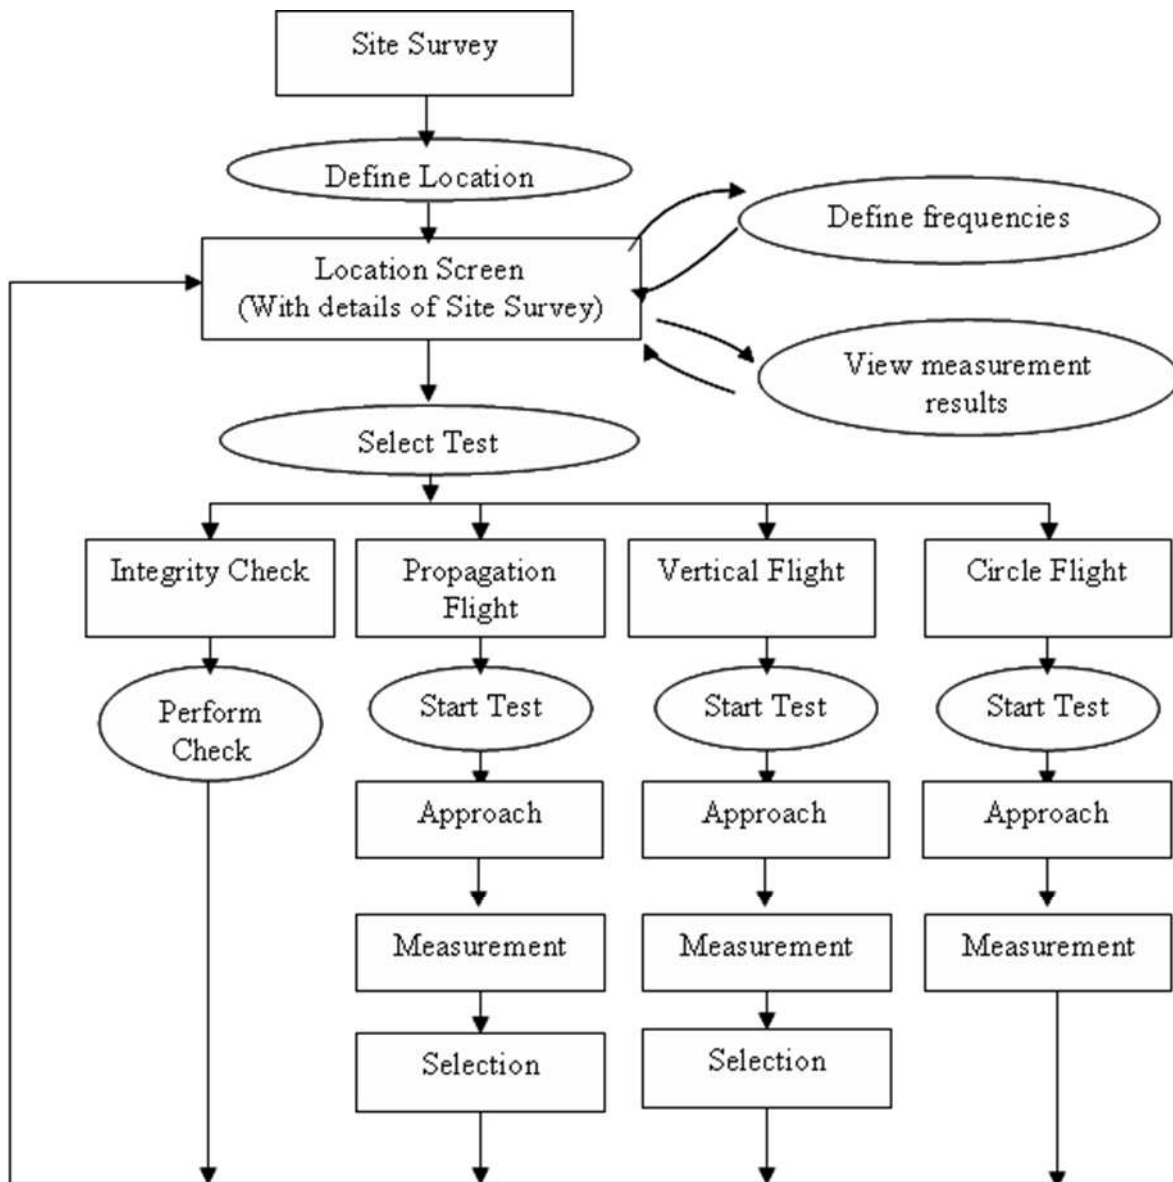 Site Survey
Define Location
Define frequencies
Location Screen
(With details of Site Survey)
View measurement
results
Select Test
Integrity Check
Propagation
Flight
Vertical Flight
Circle Flight
Perform
Check
Start Test
Start Test
Start Test
Approach
Approach
Approach
Measurement
Measurement
Measurement
Selection
Selection